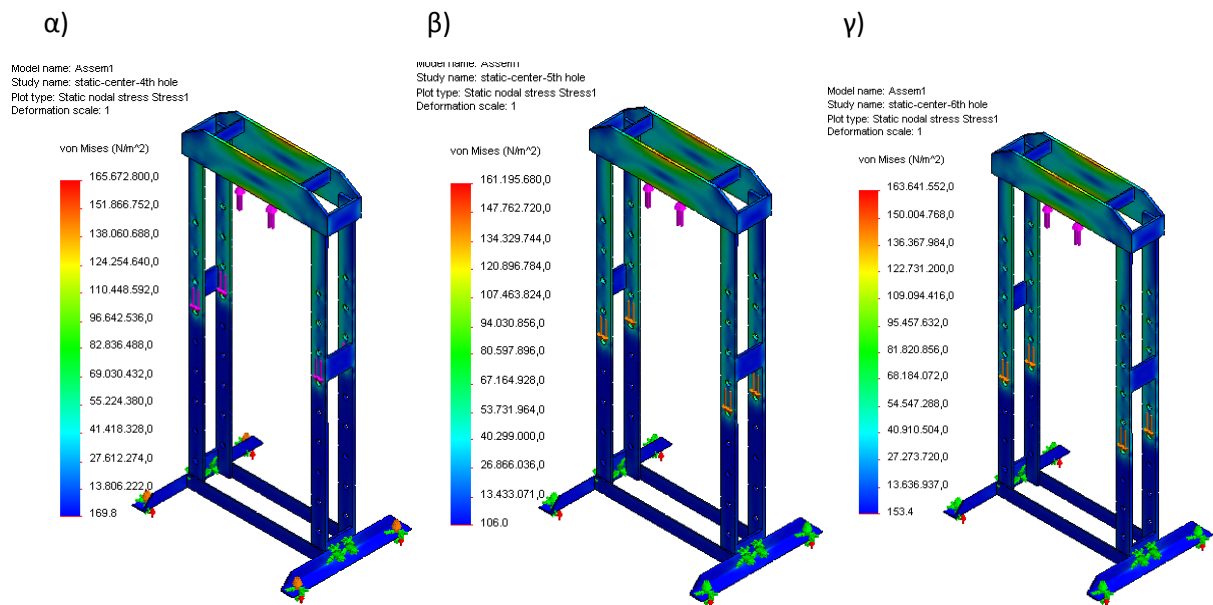 α)
Model name: Assem1
Study name: static-center-4th hole
Plot type: Static nodal stress Stress1
Deformation scale: 1
von Mises (N/m^2)
165.672.800,0
151.866.752,0
138.060.688,0
124.254.640,0
110.448.592,0
96.642.536,0
82.836.488,0
69.030.432,0
55.224.380,0
41.418.328,0
27.612.274,0
13.806.222,0
169.8
β)
Model name: Assem1
Study name: static-center-5th hole
Plot type: Static nodal stress Stress1
Deformation scale: 1
von Mises (N/m^2)
161.195.680,0
147.762.720,0
134.329.744,0
120.896.784,0
107.463.824,0
94.030.856,0
80.597.896,0
67.164.928,0
53.731.964,0
40.299.000,0
26.866.036,0
13.433.071,0
106.0
γ)
Model name: Assem1
Study name: static-center-6th hole
Plot type: Static nodal stress Stress1
Deformation scale: 1
von Mises (N/m^2)
163.641.552,0
150.004.768,0
136.367.984,0
122.731.200,0
109.094.416,0
95.457.632,0
81.820.856,0
68.184.072,0
54.547.288,0
40.910.504,0
27.273.720,0
13.636.937,0
153.4